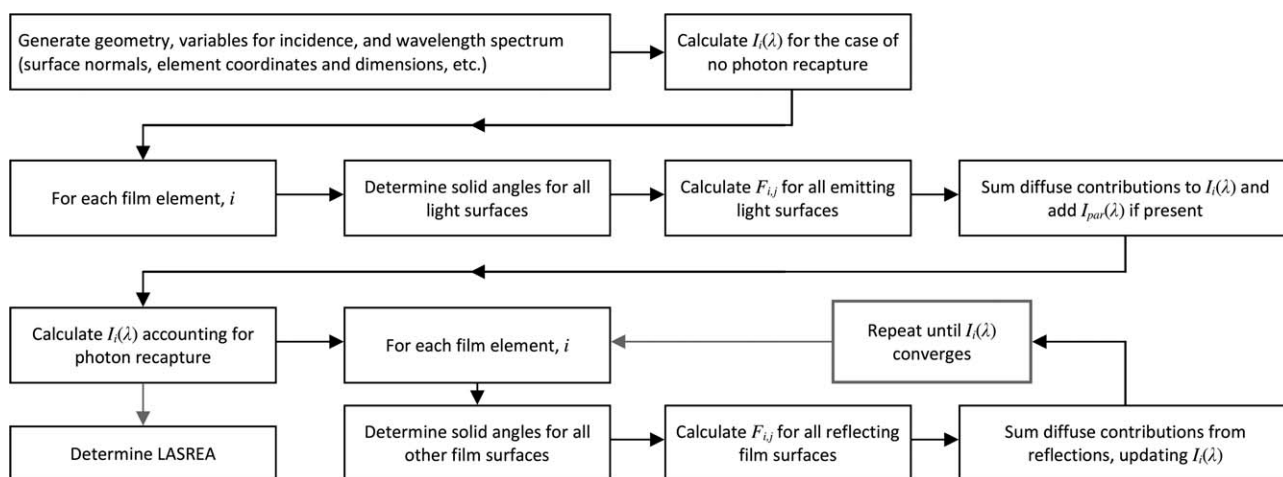 Generate geometry, variables for incidence, and wavelength spectrum
(surface normals, element coordinates and dimensions, etc.)
Calculate Iᵢ(λ) for the case of
no photon recapture
For each film element, i
Determine solid angles for all
light surfaces
Calculate Fᵢ,ⱼ for all emitting
light surfaces
Sum diffuse contributions to Iᵢ(λ) and
add Iₚₐᵣ(λ) if present
Calculate Iᵢ(λ) accounting for
photon recapture
For each film element, i
Repeat until Iᵢ(λ)
converges
Determine LASREA
Determine solid angles for all
other film surfaces
Calculate Fᵢ,ⱼ for all reflecting
film surfaces
Sum diffuse contributions from
reflections, updating Iᵢ(λ)